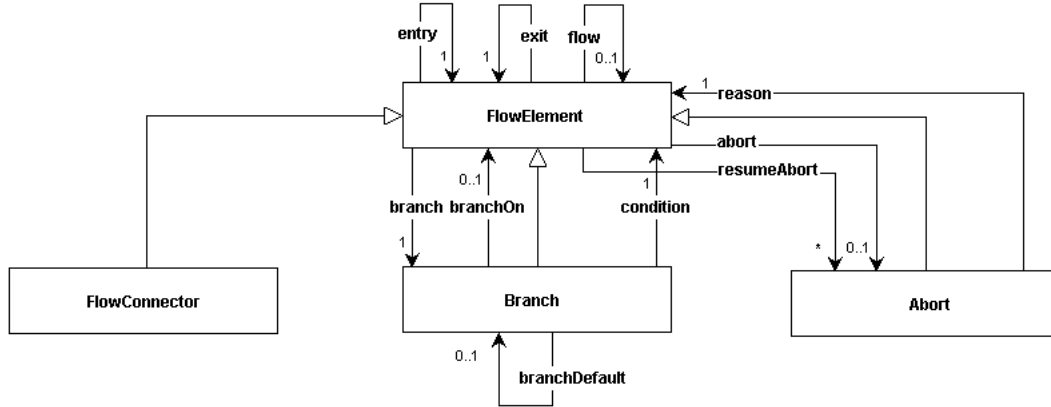 entry exit flow
1 1 0..1
1
reason
FlowElement
abort
resumeAbort
0..1 1
branch branchOn condition
1 * 0..1
FlowConnector Branch Abort
0..1
branchDefault